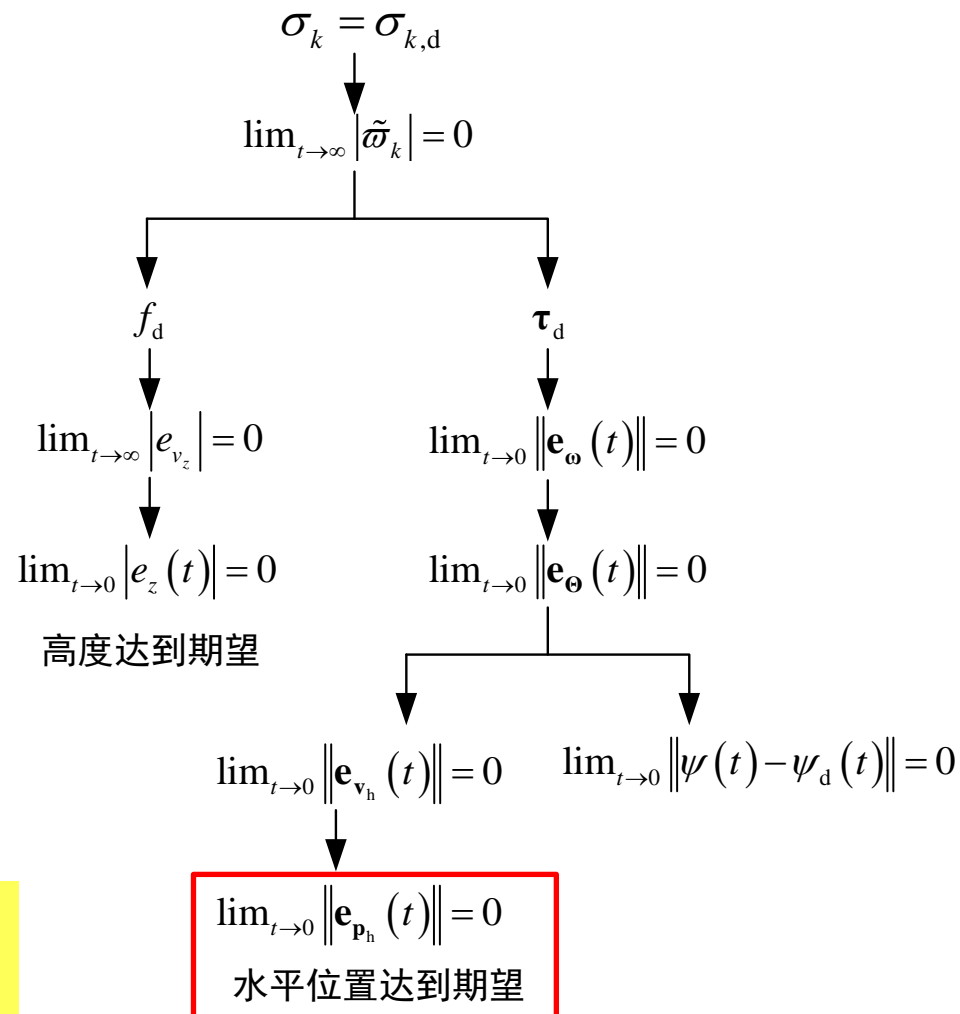 σ_k = σ_{k,d}
lim_{t→∞} |ϖ̃_k| = 0
f_d
τ_d
lim_{t→∞} |e_{v_z}| = 0
lim_{t→0} ‖e_ω(t)‖ = 0
lim_{t→0} |e_z(t)| = 0
lim_{t→0} ‖e_Θ(t)‖ = 0
高度达到期望
lim_{t→0} ‖e_{v_h}(t)‖ = 0
lim_{t→0} ‖ψ(t) − ψ_d(t)‖ = 0
lim_{t→0} ‖e_{p_h}(t)‖ = 0
水平位置达到期望